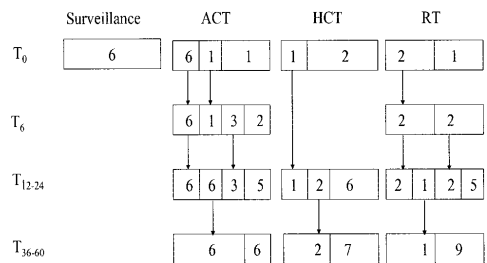 Surveillance ACT HCT RT
T0 6 6 1 1 1 2 2 1
T6 6 1 3 2 2 2
T12-24 6 6 3 5 1 2 6 2 1 2 5
T36-60 6 6 2 7 1 9